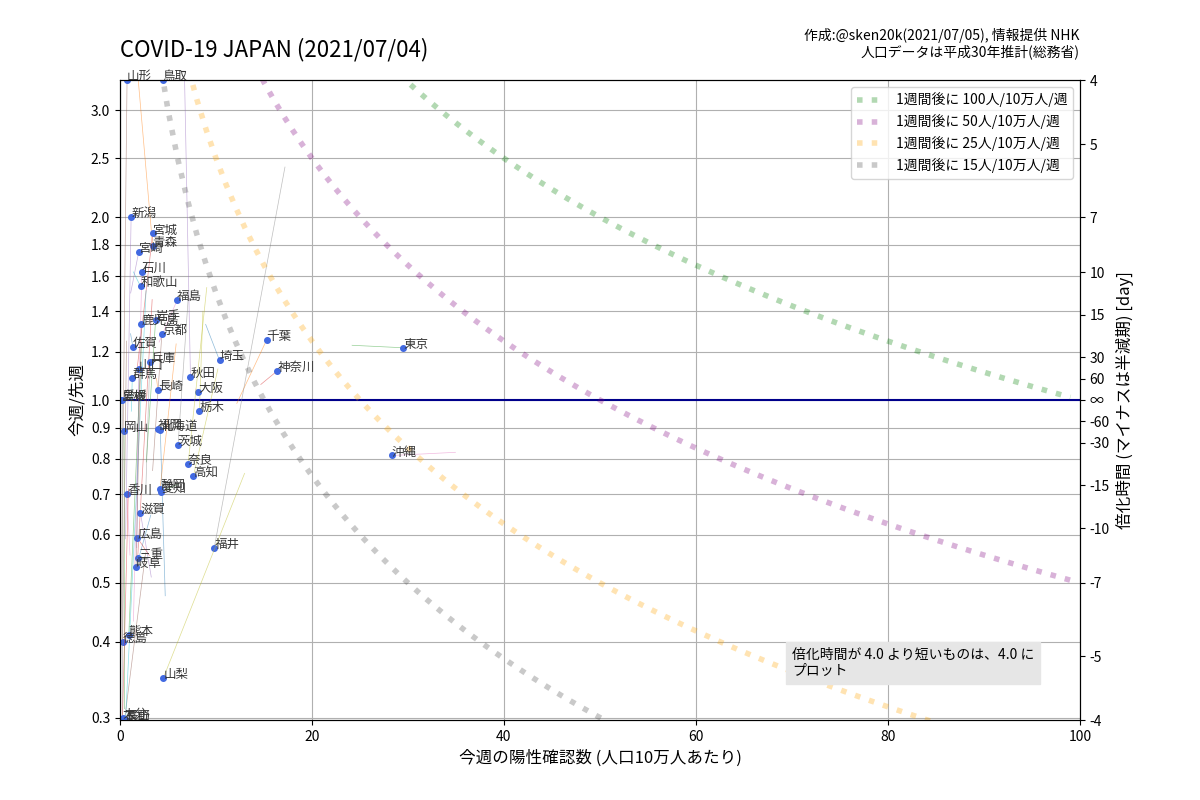 作成:@sken20k(2021/07/05), 情報提供 NHK
人口データは平成30年推計(総務省)
COVID-19 JAPAN (2021/07/04)
山形
鳥取
4
1週間後に 100人/10万人/週
1週間後に 50人/10万人/週
1週間後に 25人/10万人/週
1週間後に 15人/10万人/週
3.0
5
2.5
新潟
2.0
7
宮城
青森
宮崎
1.8
石川
1.6
10
和歌山
福島
1.4
岩手
15
京都
千葉
佐賀
東京
1.2
埼玉
兵庫
山口
30
神奈川
群馬
秋田
60
長崎
大阪
1.0
∞
栃木
岡山
北海道
0.9
-60
茨城
-30
沖縄
0.8
奈良
高知
香川
静岡
愛知
0.7
-15
滋賀
広島
0.6
-10
福井
三重
岐阜
0.5
-7
熊本
徳島
0.4
倍化時間が 4.0 より短いものは、4.0 に
プロット
-5
山梨
0.3
-4
0
20
40
60
80
100
今週の陽性確認数 (人口10万人あたり)
今週/先週
倍化時間 (マイナスは半減期) [day]